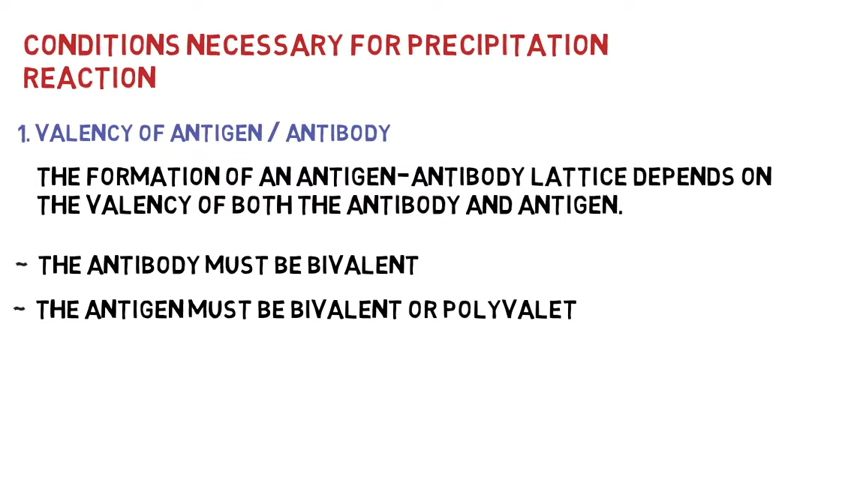 CONDITIONS NECESSARY FOR PRECIPITATION
REACTION
1. VALENCY OF ANTIGEN / ANTIBODY
THE FORMATION OF AN ANTIGEN-ANTIBODY LATTICE DEPENDS ON
THE VALENCY OF BOTH THE ANTIBODY AND ANTIGEN.
~ THE ANTIBODY MUST BE BIVALENT
~ THE ANTIGEN MUST BE BIVALENT OR POLYVALET